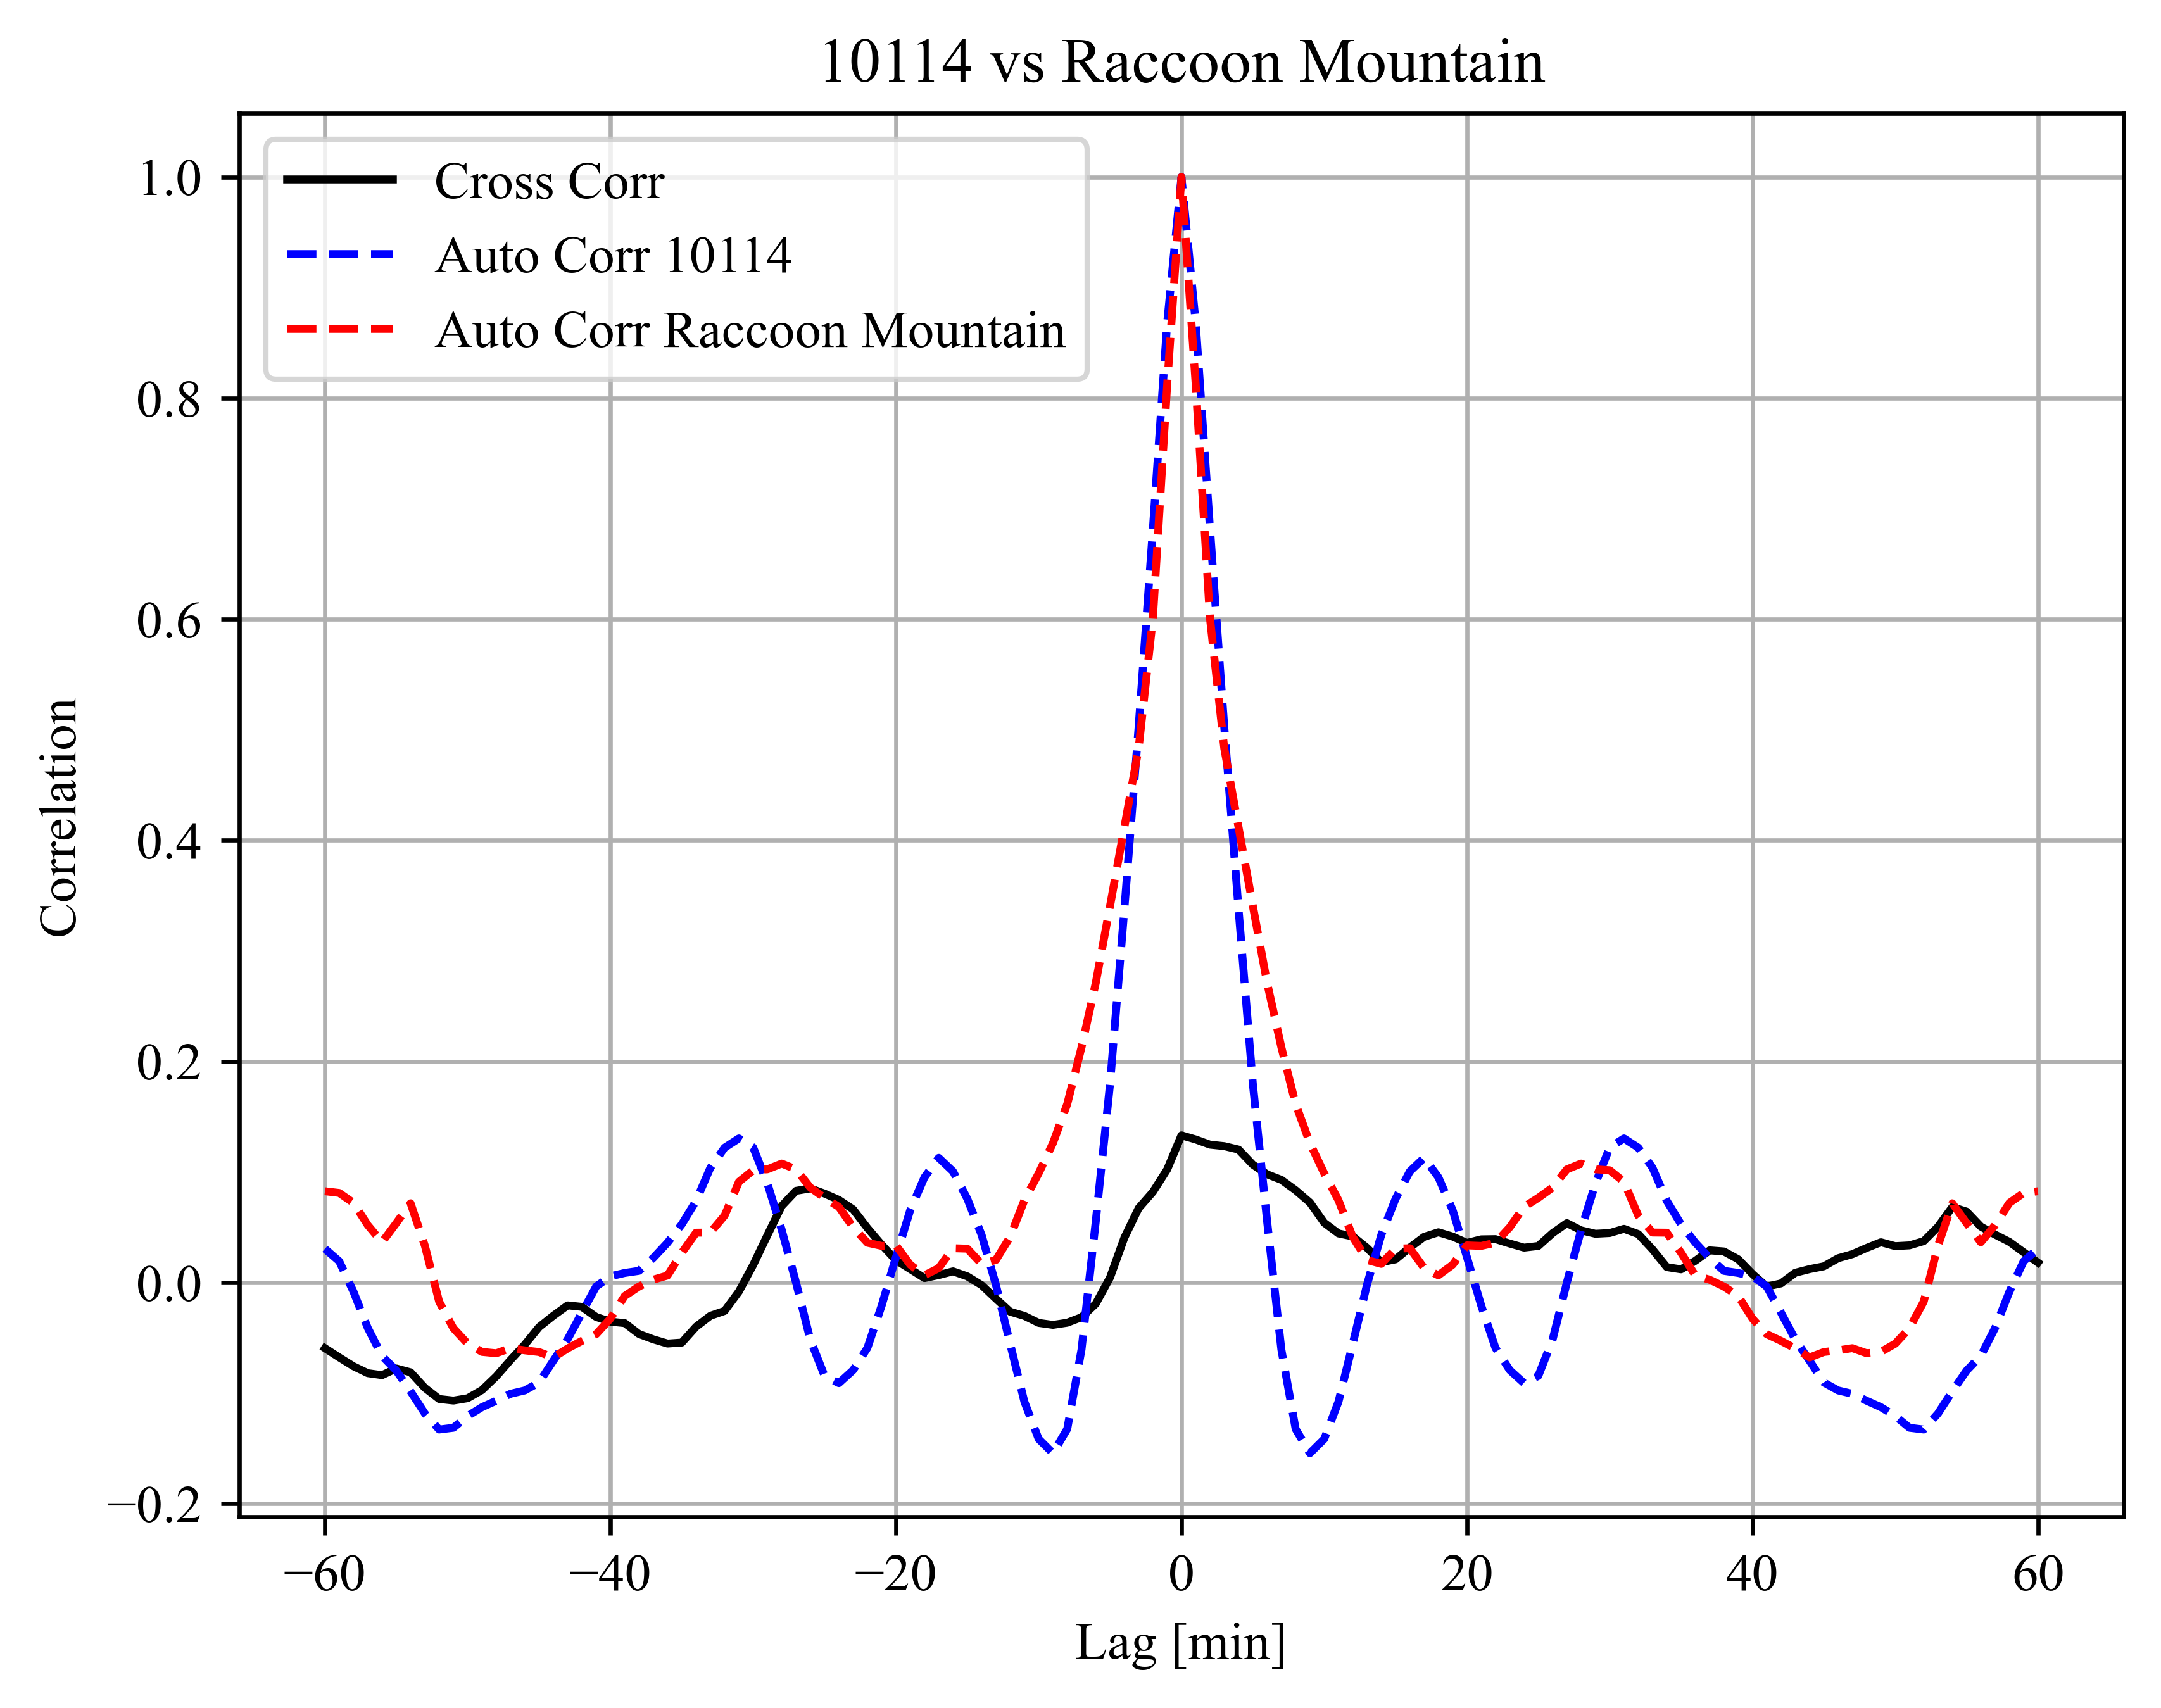 10114 vs Raccoon Mountain
Cross Corr
Auto Corr 10114
Auto Corr Raccoon Mountain
1.0
0.8
0.6
0.4
0.2
0.0
−0.2
Correlation
−60 −40 −20 0 20 40 60
Lag [min]